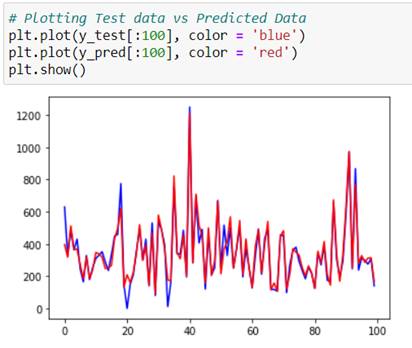 # Plotting Test data vs Predicted Data
plt.plot(y_test[:100], color = 'blue')
plt.plot(y_pred[:100], color = 'red')
plt.show()
1200
1000
800
600
400
200
0
0 20 40 60 80 100